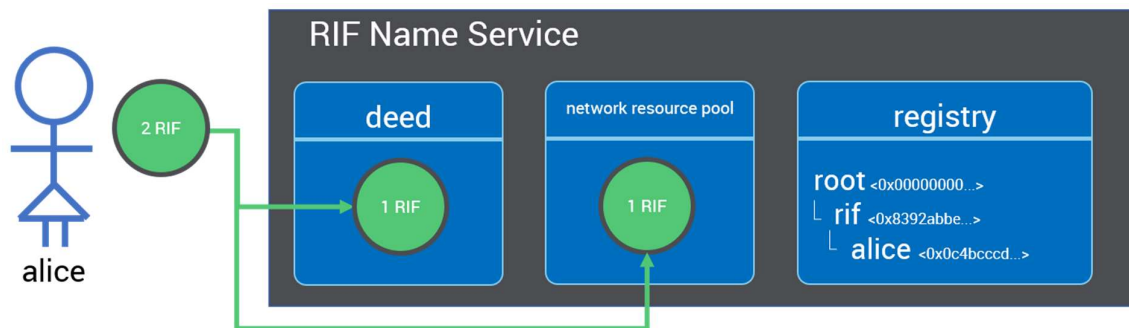 RIF Name Service
2 RIF
alice
deed
1 RIF
network resource pool
1 RIF
registry
root <0x00000000...>
rif <0x8392abbe...>
alice <0x0c4bcccd...>